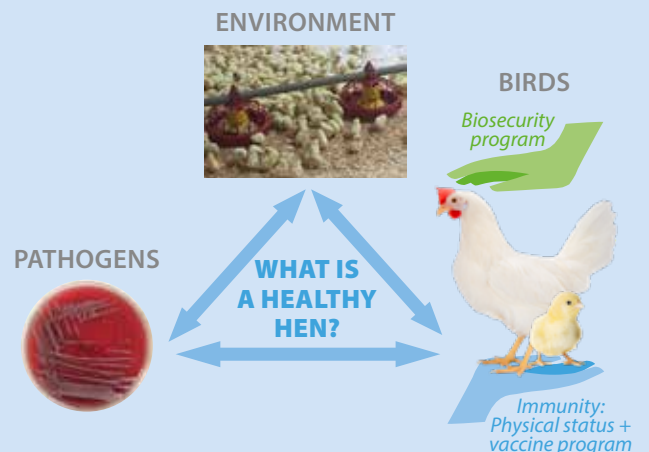 ENVIRONMENT
BIRDS
Biosecurity
program
PATHOGENS
WHAT IS
A HEALTHY
HEN?
Immunity:
Physical status +
vaccine program